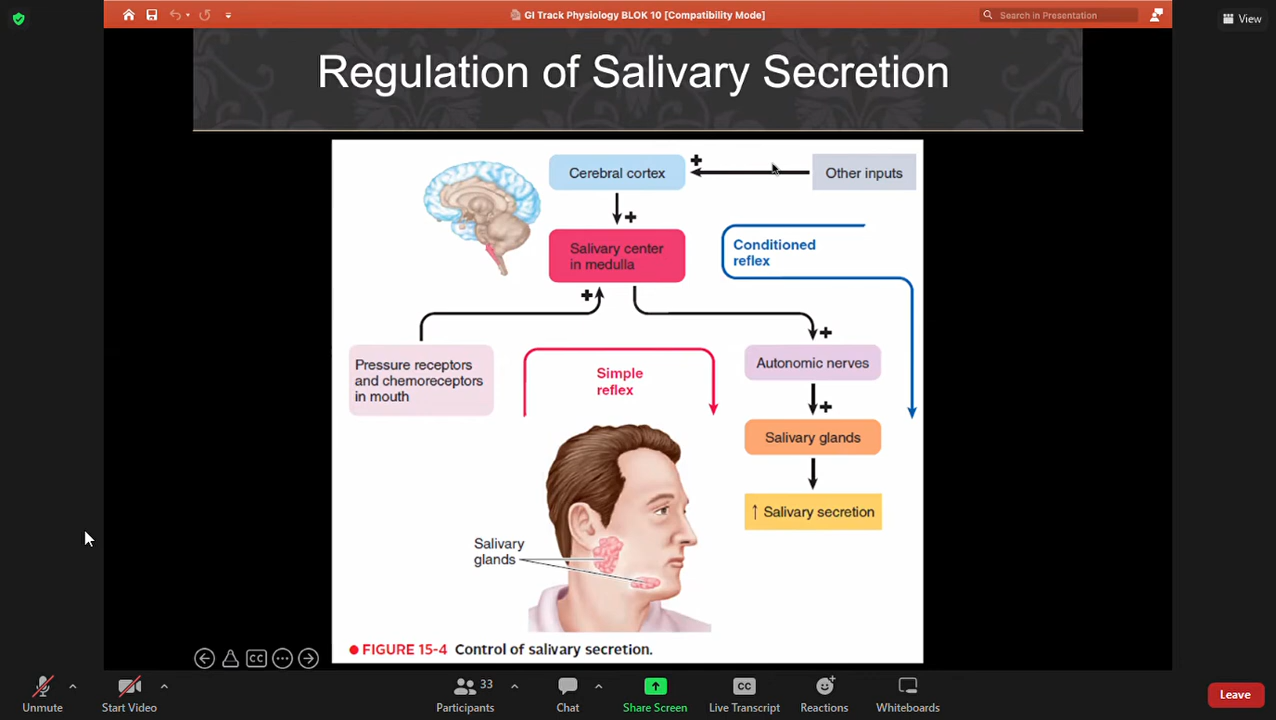 GI Track Physiology BLOK 10 [Compatibility Mode]
Search in Presentation
View
Regulation of Salivary Secretion
Cerebral cortex
+
Other inputs
+
Salivary center
in medulla
Conditioned
reflex
+
+
Pressure receptors
and chemoreceptors
in mouth
Simple
reflex
Autonomic nerves
+
Salivary glands
↑ Salivary secretion
Salivary
glands
FIGURE 15-4 Control of salivary secretion.
CC
Unmute
Start Video
33
Participants
Chat
Share Screen
CC
Live Transcript
Reactions
Whiteboards
Leave